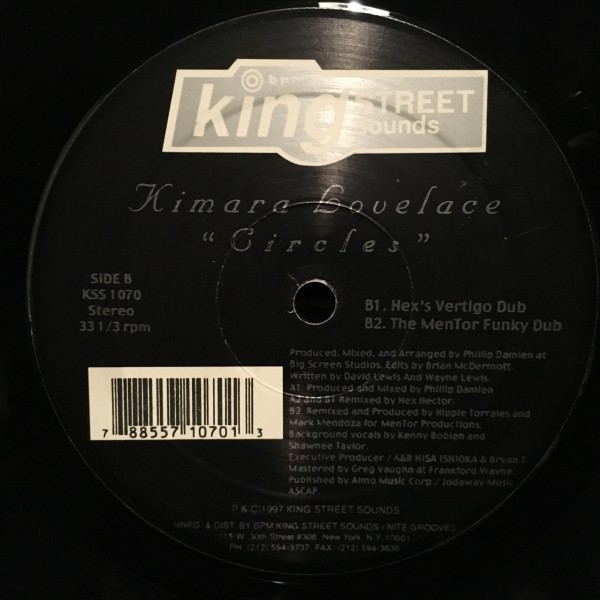 bpm
king STREET
Sounds
Kimara Lovelace
"Circles"
SIDE B
KSS 1070
Stereo
33 1/3 rpm
B1. Hex's Vertigo Dub
B2. The MenTor Funky Dub
Produced, Mixed, and Arranged by Phillip Damien at
Big Screen Studios. Edits by Brian McDermott.
Written by David Lewis And Wayne Lewis.
A1. Produced and Mixed by Phillip Damien
A2 and B1 Remixed by Hex Hector.
B2. Remixed and Produced by Hippie Torrales and
Mark Mendoza for MenTor Productions.
Background vocals by Kenny Bobien and
Shawnee Taylor.
Executive Producer / A&R HISA ISHIOKA & Bryan T.
Mastered by Greg Vaughn at Frankford Wayne.
Published by Almo Music Corp./ Jodaway Music
ASCAP
7 88557 10701 3
P & C 1997 KING STREET SOUNDS
MNFG. & DIST. BY BPM KING STREET SOUNDS / NITE GROOVES
115 W. 30th Street #306, New York, N.Y. 10001
PH. (212) 594-3737 FAX. (212) 594-3636